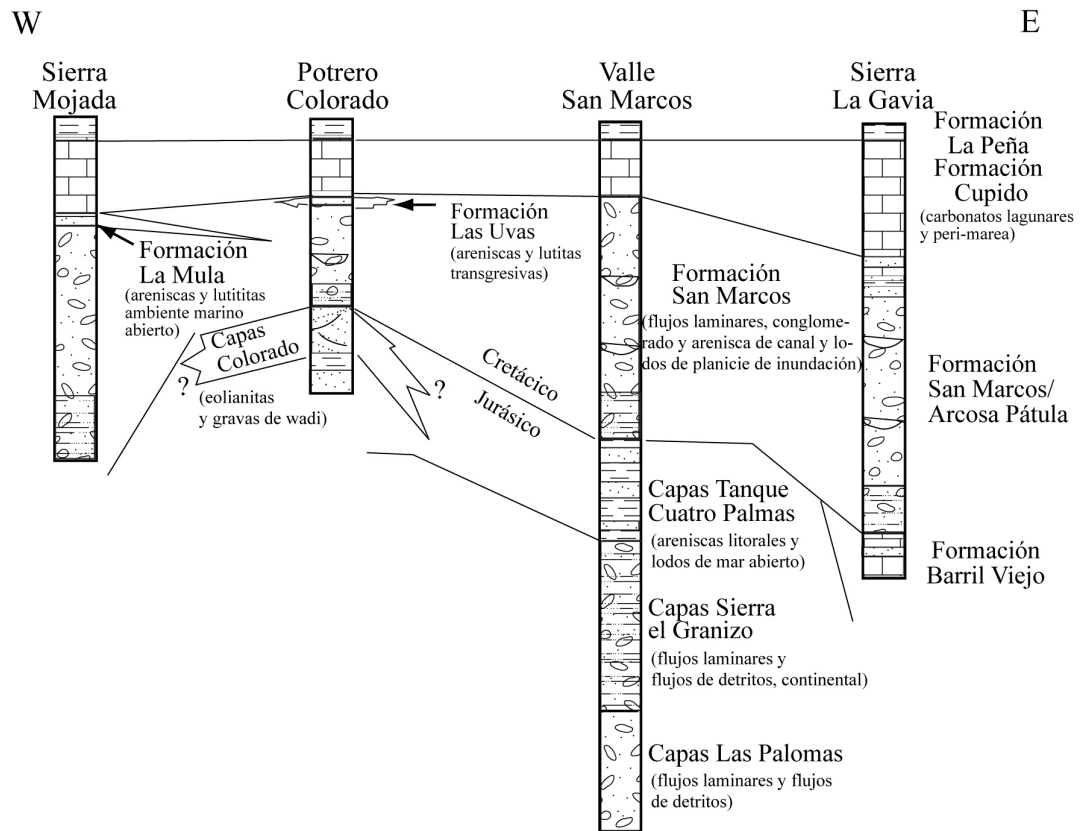 W
E
Sierra
Mojada
Potrero
Colorado
Valle
San Marcos
Sierra
La Gavia
Formación
La Peña
Formación
Cupido
(carbonatos lagunares
y peri-marea)
Formación
La Mula
(areniscas y lutititas
ambiente marino
abierto)
Formación
Las Uvas
(areniscas y lutitas
transgresivas)
Formación
San Marcos
(flujos laminares, conglome-
rado y arenisca de canal y lo-
dos de planicie de inundación)
Capas
Colorado
?
(eolianitas
y gravas de wadi)
?
Cretácico
Jurásico
Formación
San Marcos/
Arcosa Pátula
Capas Tanque
Cuatro Palmas
(areniscas litorales y
lodos de mar abierto)
Formación
Barril Viejo
Capas Sierra
el Granizo
(flujos laminares y
flujos de detritos, continental)
Capas Las Palomas
(flujos laminares y flujos
de detritos)